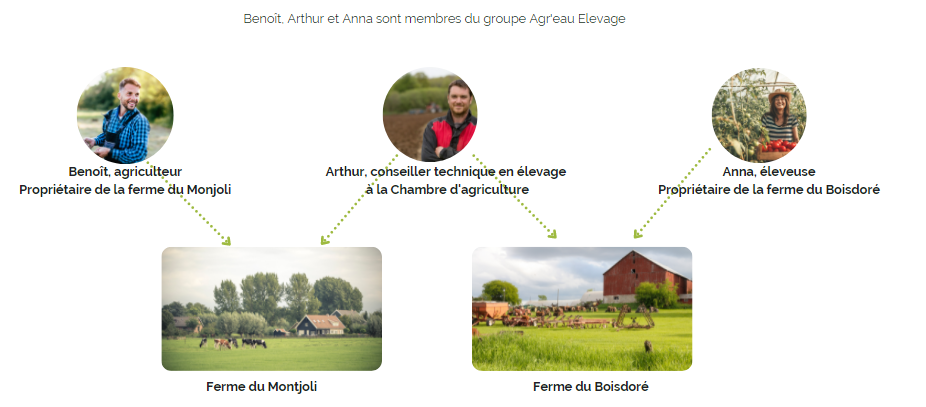 Benoît, Arthur et Anna sont membres du groupe Agr'eau Elevage
Benoît, agriculteur
Propriétaire de la ferme du Monjoli
Arthur, conseiller technique en élevage
à la Chambre d'agriculture
Anna, éleveuse
Propriétaire de la ferme du Boisdoré
Ferme du Montjoli
Ferme du Boisdoré